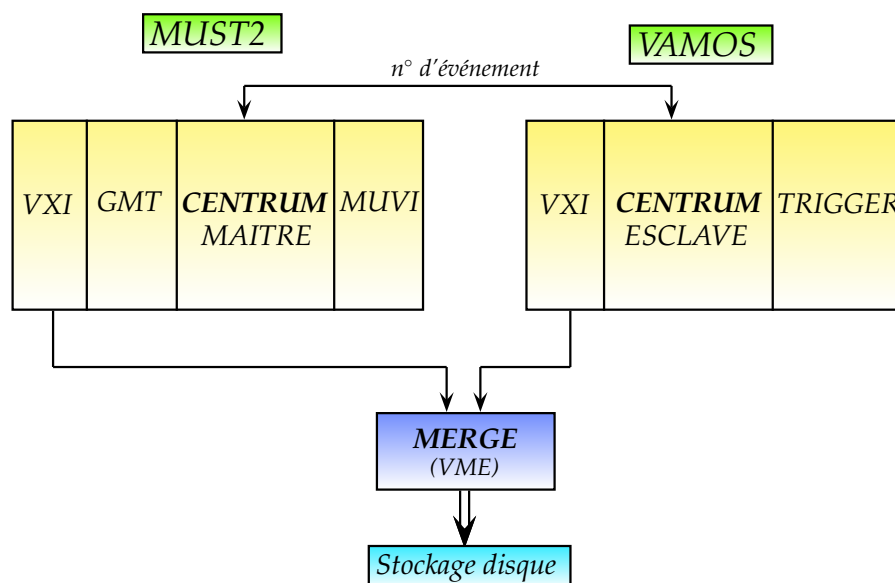 MUST2
VAMOS
n° d'événement
VXI
GMT
CENTRUM
MAITRE
MUVI
VXI
CENTRUM
ESCLAVE
TRIGGER
MERGE
(VME)
Stockage disque